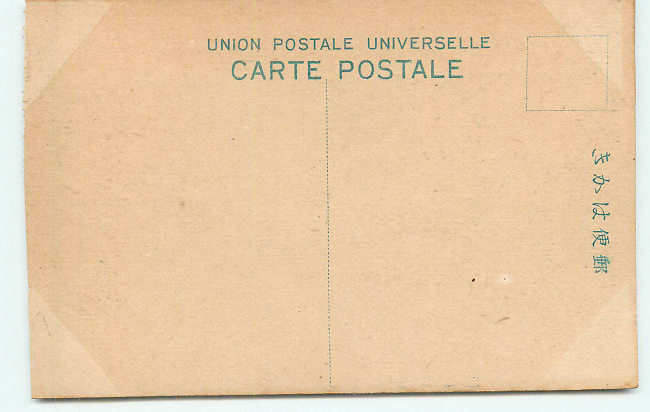 UNION POSTALE UNIVERSELLE
CARTE POSTALE
きかは便郵